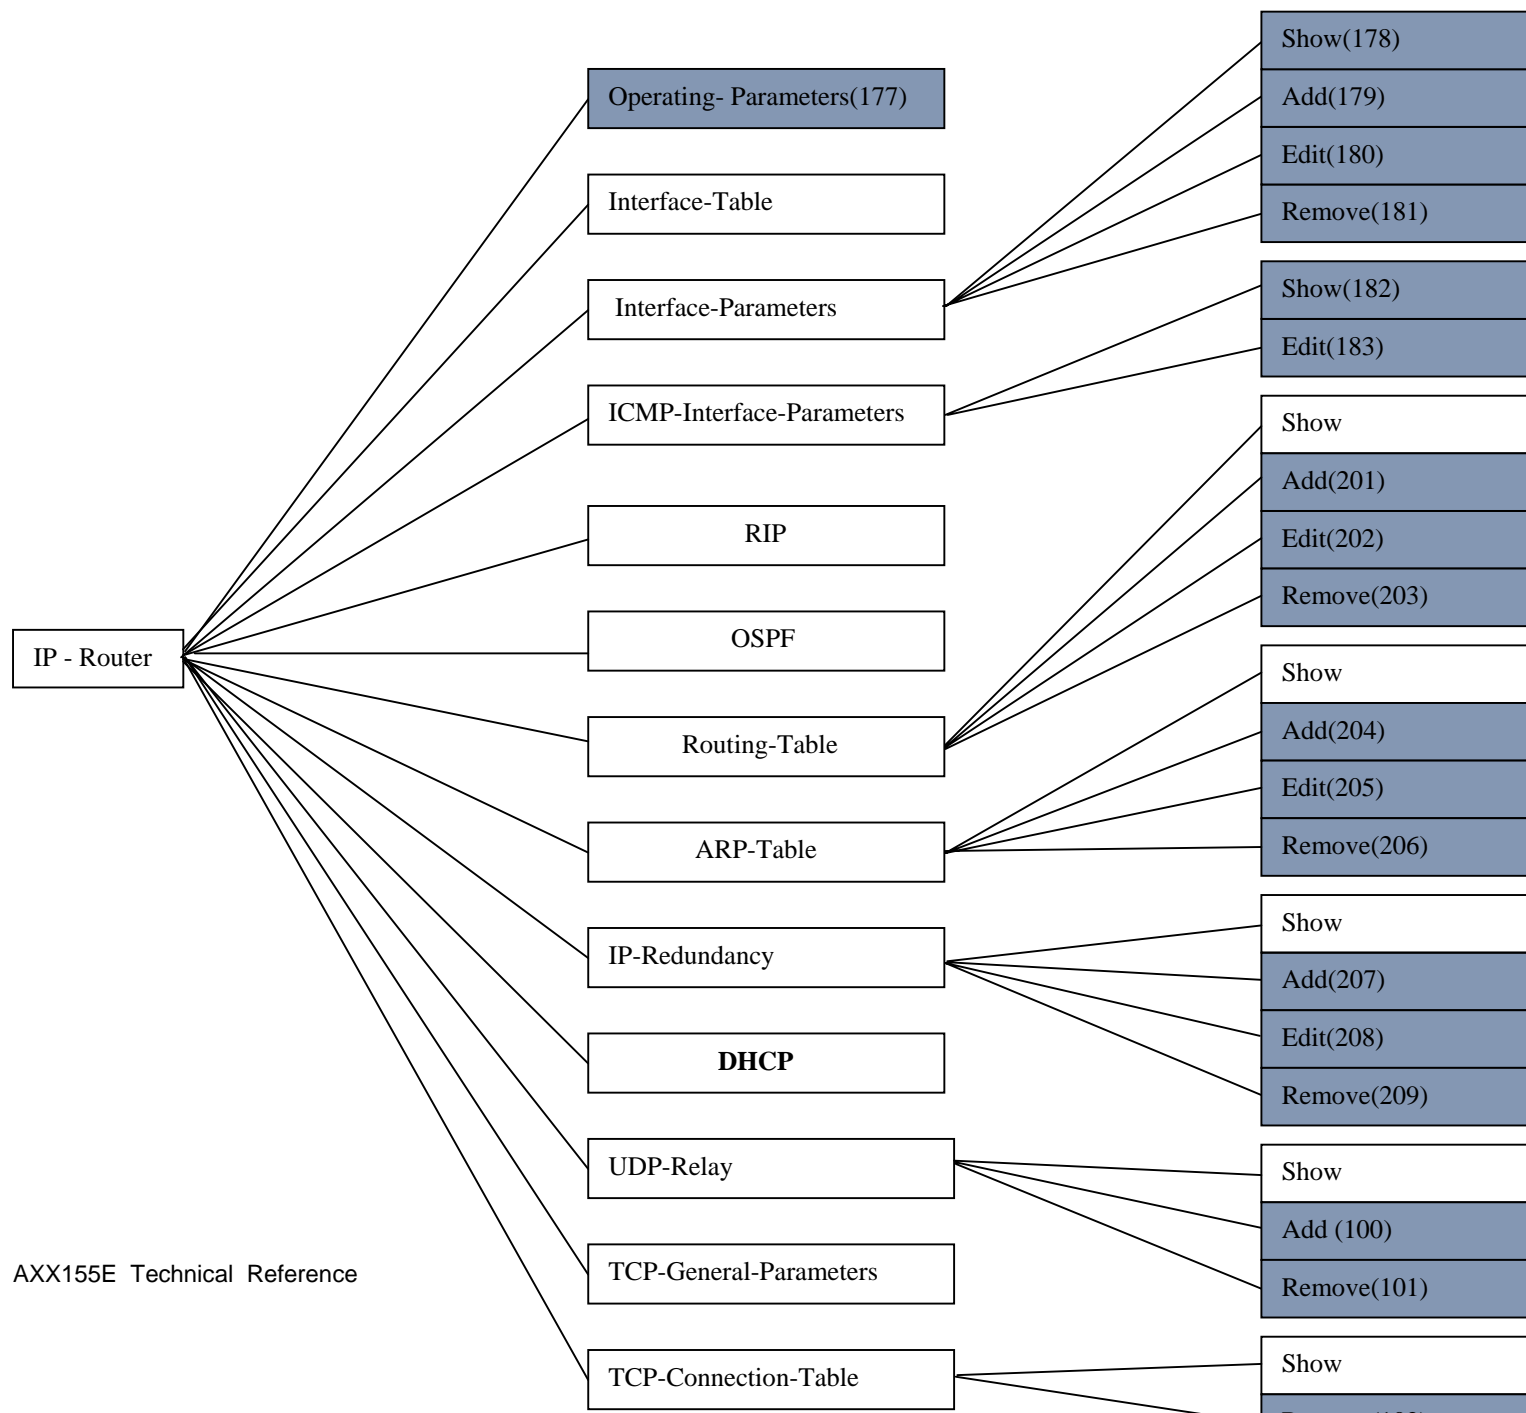 IP - Router
AXX155E Technical Reference
Operating- Parameters(177)
Interface-Table
Interface-Parameters
ICMP-Interface-Parameters
RIP
OSPF
Routing-Table
ARP-Table
IP-Redundancy
DHCP
UDP-Relay
TCP-General-Parameters
TCP-Connection-Table
Show(178)
Add(179)
Edit(180)
Remove(181)
Show(182)
Edit(183)
Show
Add(201)
Edit(202)
Remove(203)
Show
Add(204)
Edit(205)
Remove(206)
Show
Add(207)
Edit(208)
Remove(209)
Show
Add (100)
Remove(101)
Show